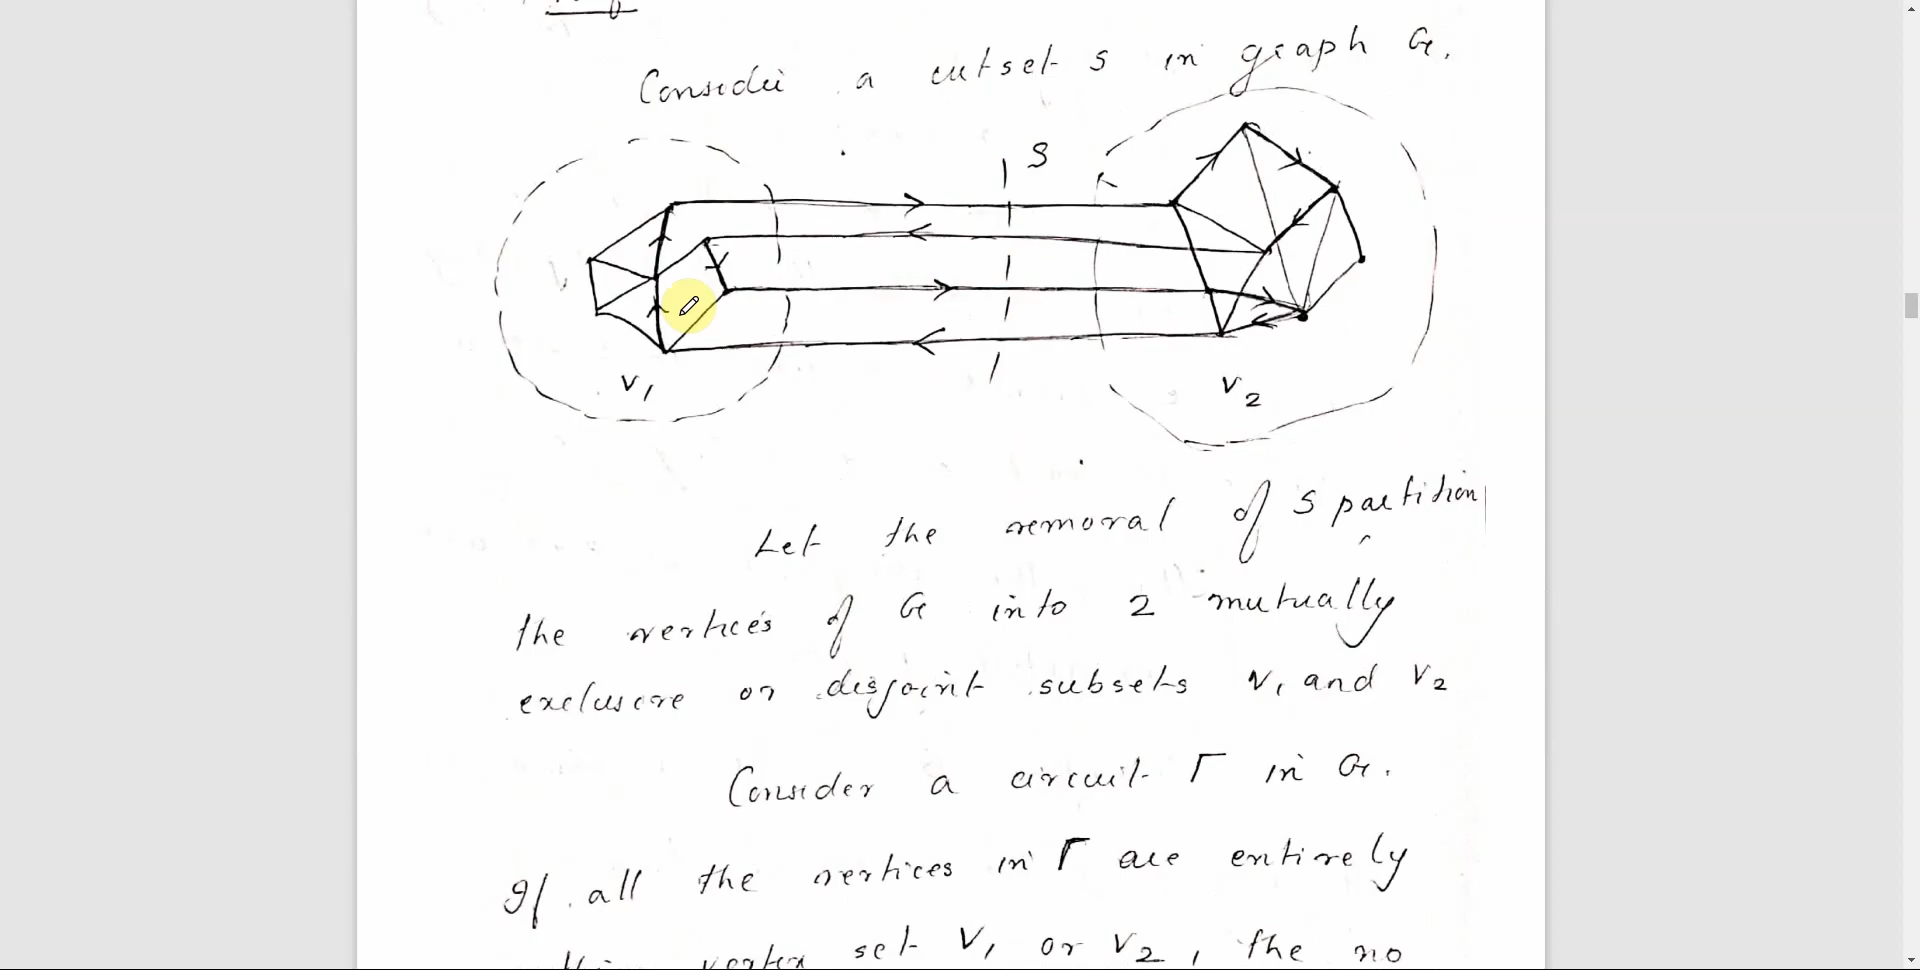 Consider a cutset S in graph G.
S
V1
V2
Let the removal of S partition
the vertices of G into 2 mutually
exclusive or disjoint subsets V1 and V2
Consider a circuit Γ in G.
If all the vertices in Γ are entirely
vertex set V1 or V2, the no